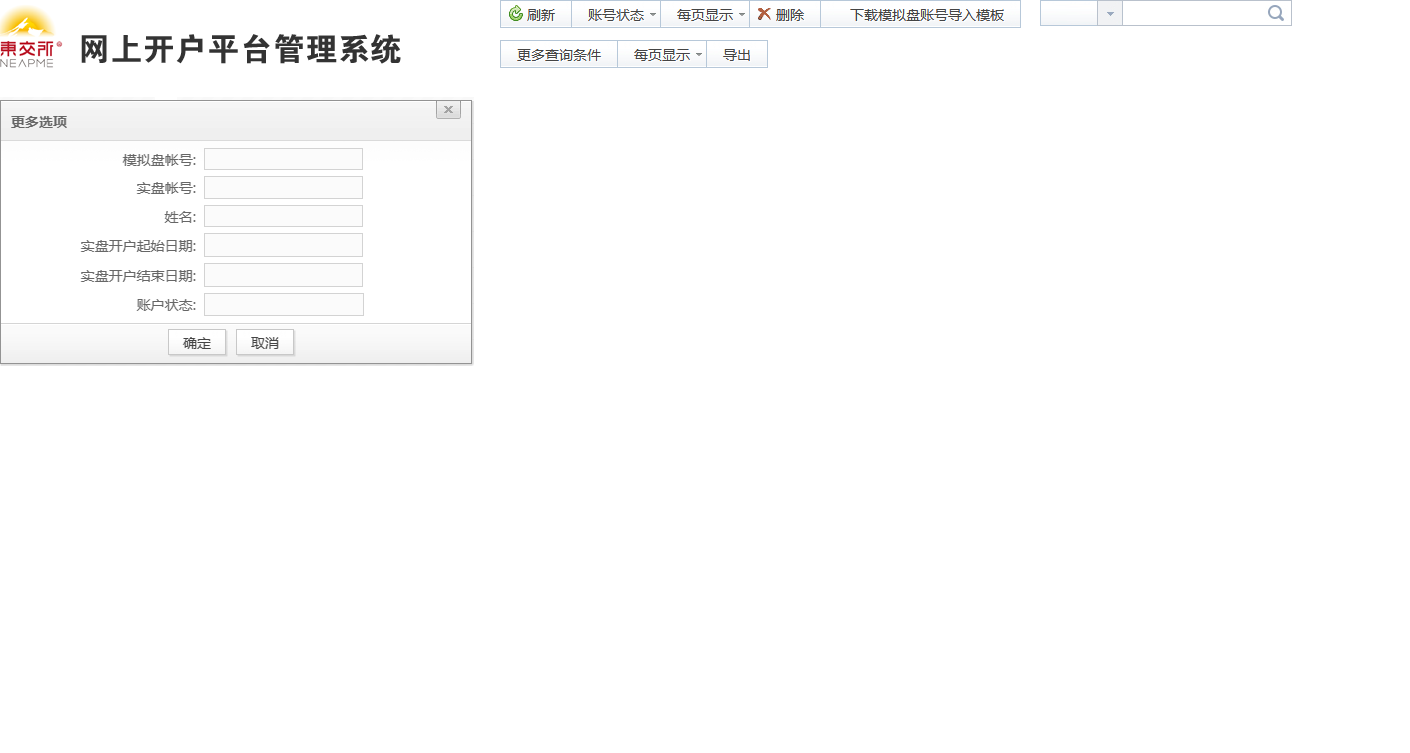 東交所®
NEAPME
网上开户平台管理系统
刷新 账号状态 每页显示 删除 下载模拟盘账号导入模板
更多查询条件 每页显示 导出
更多选项
模拟盘帐号:
实盘帐号:
姓名:
实盘开户起始日期:
实盘开户结束日期:
账户状态:
确定 取消